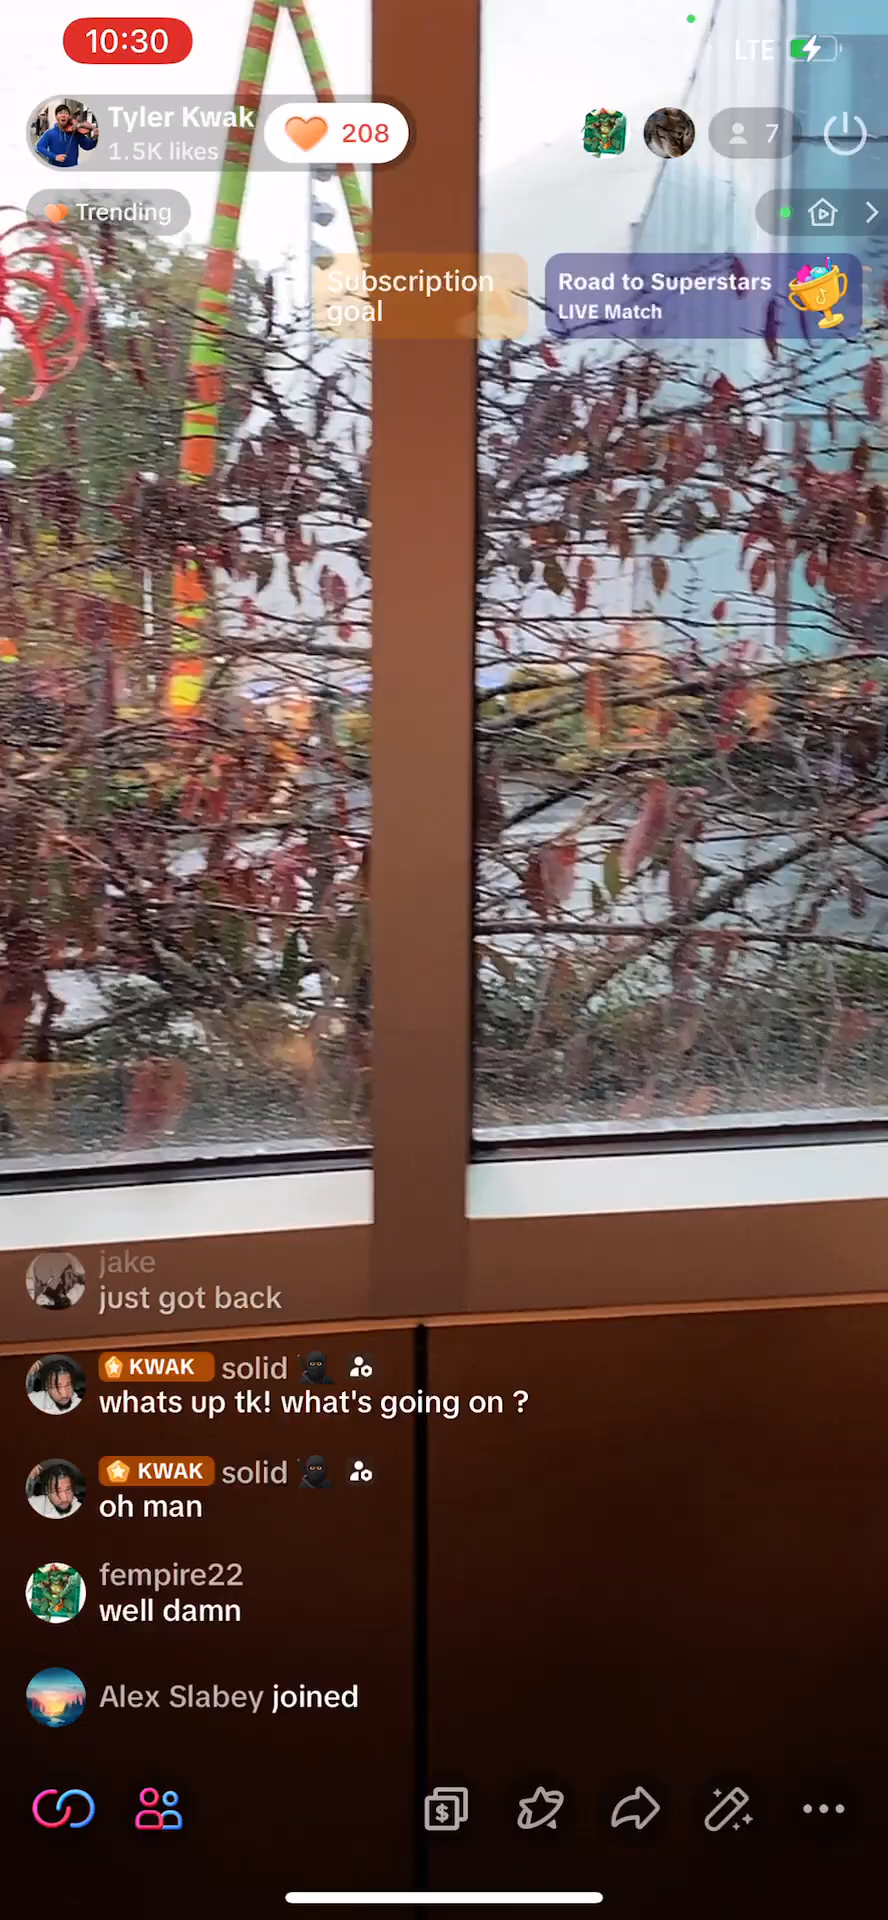 10:30
LTE
Tyler Kwak
208
1.5K likes
7
Trending
Subscription
goal
Road to Superstars
LIVE Match
jake
just got back
KWAK solid
whats up tk! what's going on ?
KWAK solid
oh man
fempire22
well damn
Alex Slabey joined